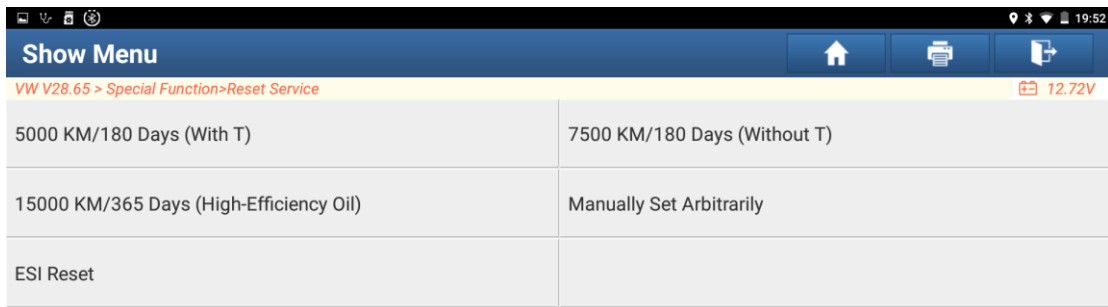 19:52
Show Menu
VW V28.65 > Special Function>Reset Service
12.72V
5000 KM/180 Days (With T)
7500 KM/180 Days (Without T)
15000 KM/365 Days (High-Efficiency Oil)
Manually Set Arbitrarily
ESI Reset